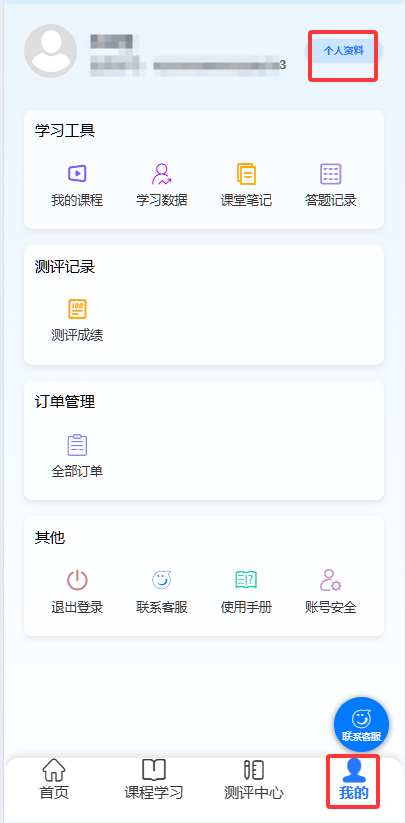 个人资料
3
学习工具
我的课程 学习数据 课堂笔记 答题记录
测评记录
100
测评成绩
订单管理
全部订单
其他
?
退出登录 联系客服 使用手册 账号安全
联系客服
首页 课程学习 测评中心 我的